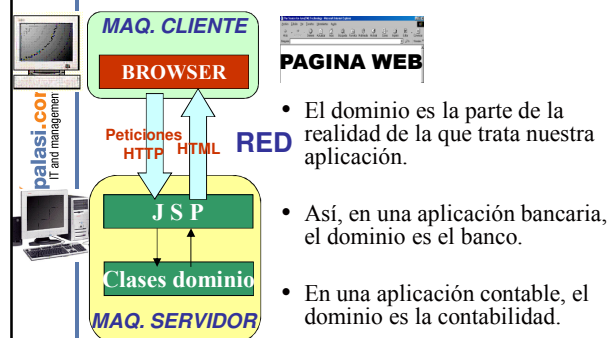 MAQ. CLIENTE
BROWSER
Peticiones
HTTP
HTML
RED
J S P
Clases dominio
MAQ. SERVIDOR
palasi.com
IT and managemen
PAGINA WEB
• El dominio es la parte de la
realidad de la que trata nuestra
aplicación.
• Así, en una aplicación bancaria,
el dominio es el banco.
• En una aplicación contable, el
dominio es la contabilidad.